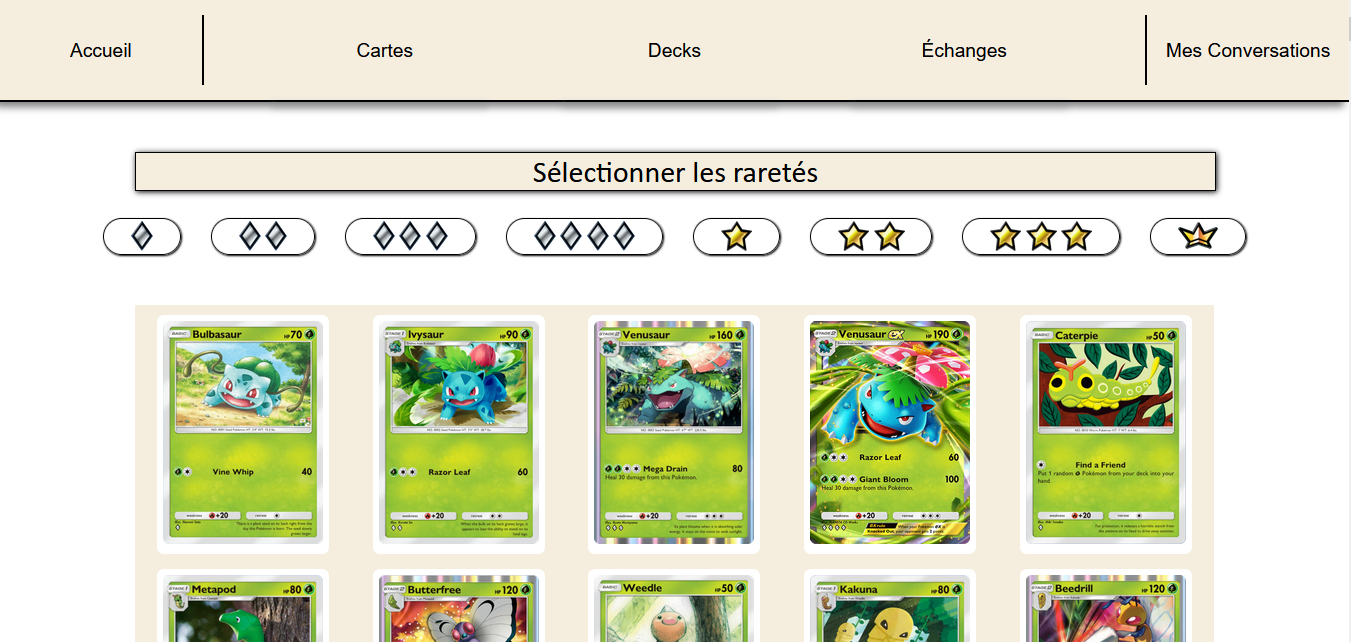 Accueil
Cartes
Decks
Échanges
Mes Conversations
Sélectionner les raretés
BASIC Bulbasaur HP 70
Vine Whip 40
weakness +20 retreat
STAGE 1 Ivysaur HP 90
Razor Leaf 60
weakness +20 retreat
STAGE 2 Venusaur HP 160
Mega Drain 80
Heal 30 damage from this Pokémon.
weakness +20 retreat
STAGE 2 Venusaur ex HP 190
Razor Leaf 60
Giant Bloom 100
Heal 30 damage from this Pokémon.
weakness +20 retreat
BASIC Caterpie HP 50
Find a Friend
Put 1 random Pokémon from your deck into your
hand.
weakness +20 retreat
STAGE 1 Metapod HP 80
STAGE 2 Butterfree HP 120
BASIC Weedle HP 50
STAGE 1 Kakuna HP 80
STAGE 2 Beedrill HP 120